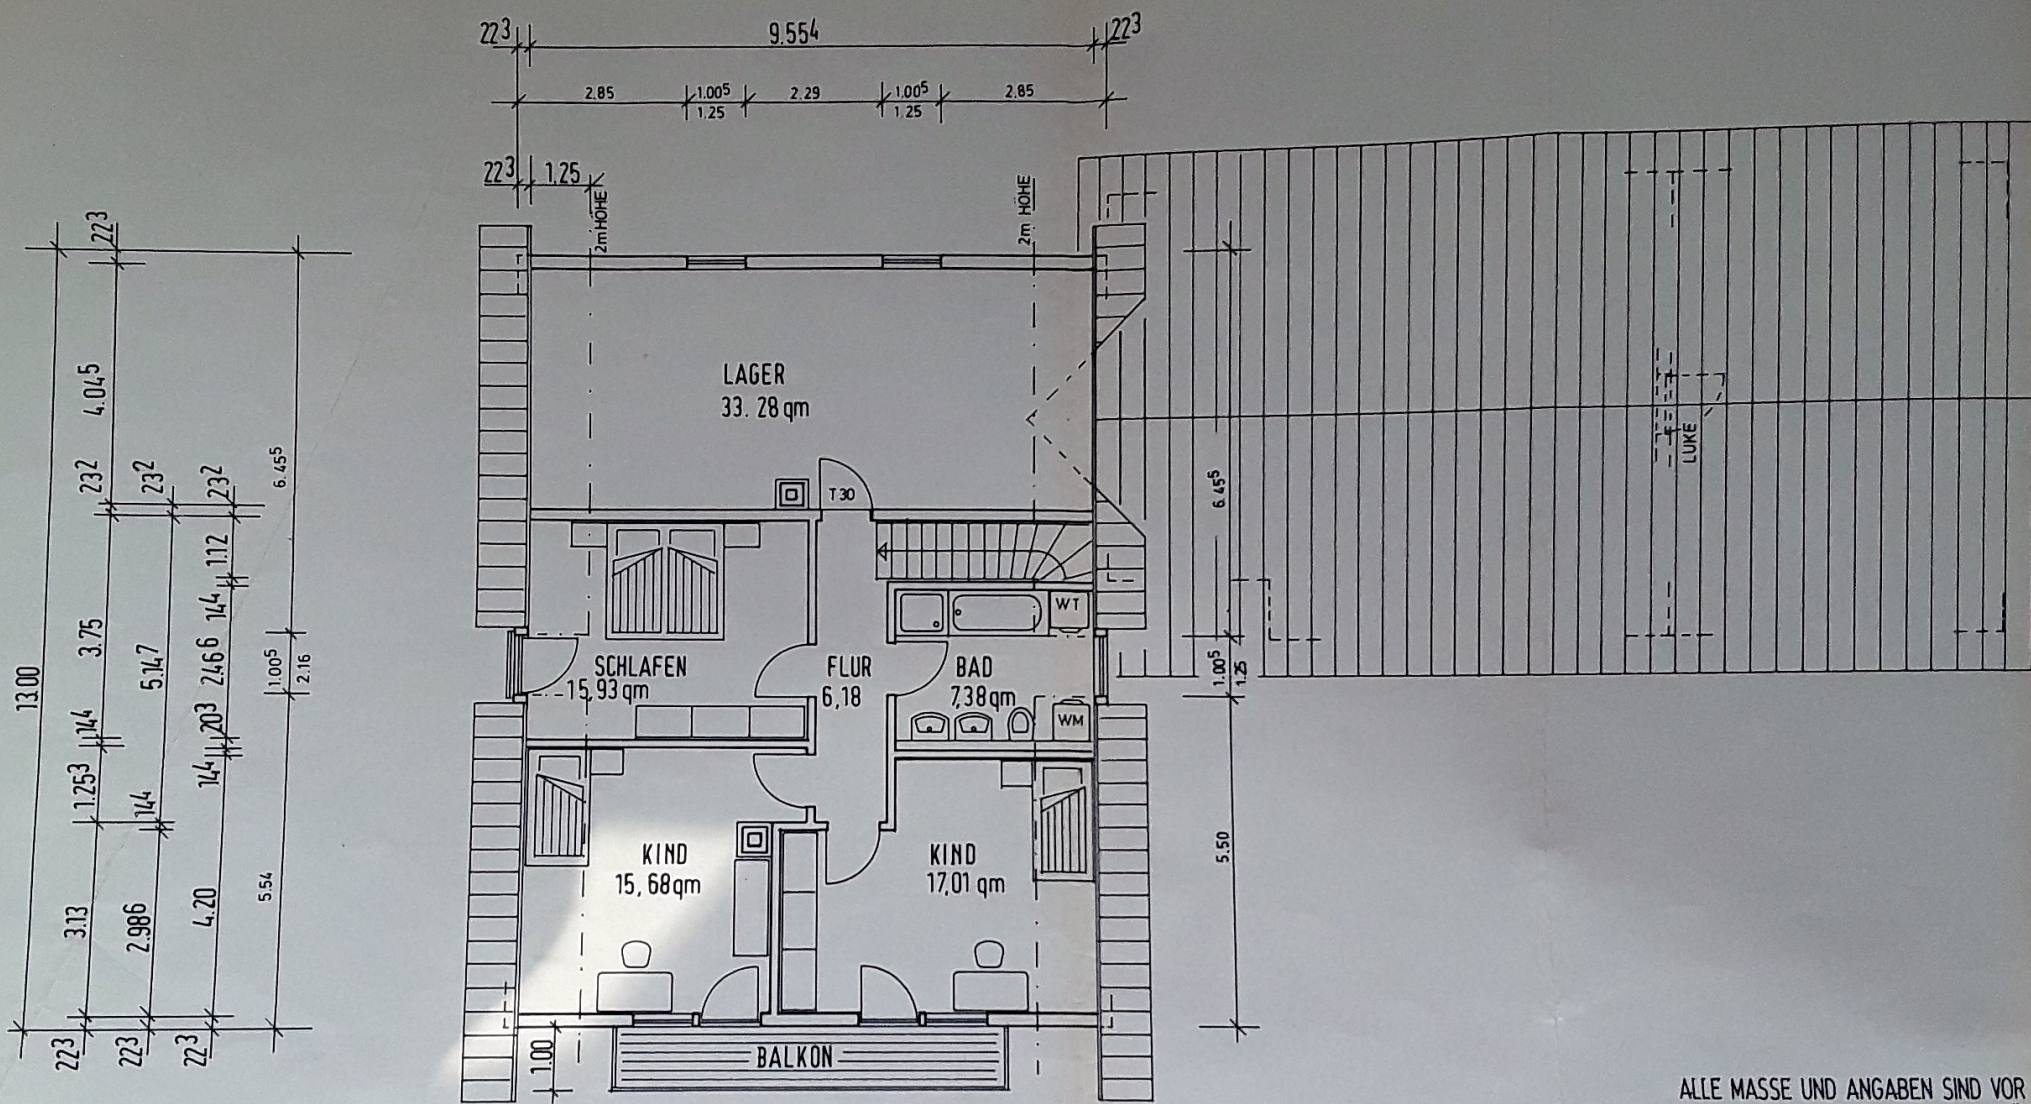 22³ 9.55⁴ 22³
2.85 1.00⁵ 2.29 1.00⁵ 2.85
1.25 1.25
22³ 1,25
2m HÖHE
2m HÖHE
22³
4.04⁵
23²
3.75
14⁴
1.25³
3.13
22³
13.00
23²
5.14⁷
14⁴
2.98⁶
22³
23²
1.12
14⁴
2.46⁶
20³
14⁴
4.20
22³
6.45⁵
1.00⁵
2.16
5.54
LAGER
33.28 qm
T30
SCHLAFEN
15,93 qm
FLUR
6,18
BAD
7,38 qm
WT
WM
KIND
15,68 qm
KIND
17,01 qm
BALKON
1.00
6.45⁵
1.00⁵
1.25
5.50
LUKE
ALLE MASSE UND ANGABEN SIND VOR